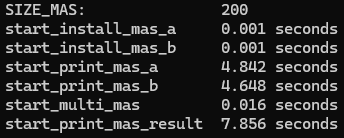 SIZE_MAS: 200
start_install_mas_a 0.001 seconds
start_install_mas_b 0.001 seconds
start_print_mas_a 4.842 seconds
start_print_mas_b 4.648 seconds
start_multi_mas 0.016 seconds
start_print_mas_result 7.856 seconds